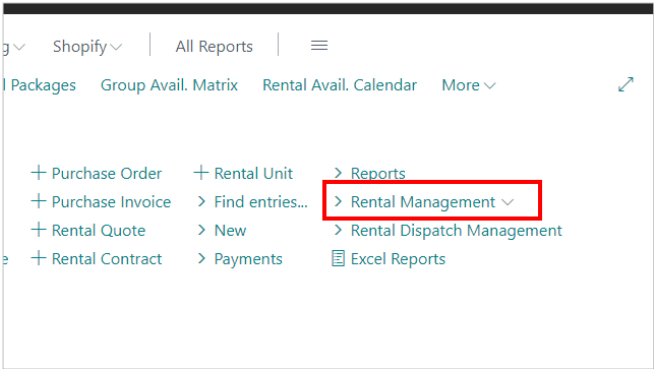 g Shopify All Reports
l Packages Group Avail. Matrix Rental Avail. Calendar More
+ Purchase Order + Rental Unit > Reports
+ Purchase Invoice > Find entries... > Rental Management
+ Rental Quote > New > Rental Dispatch Management
e + Rental Contract > Payments Excel Reports